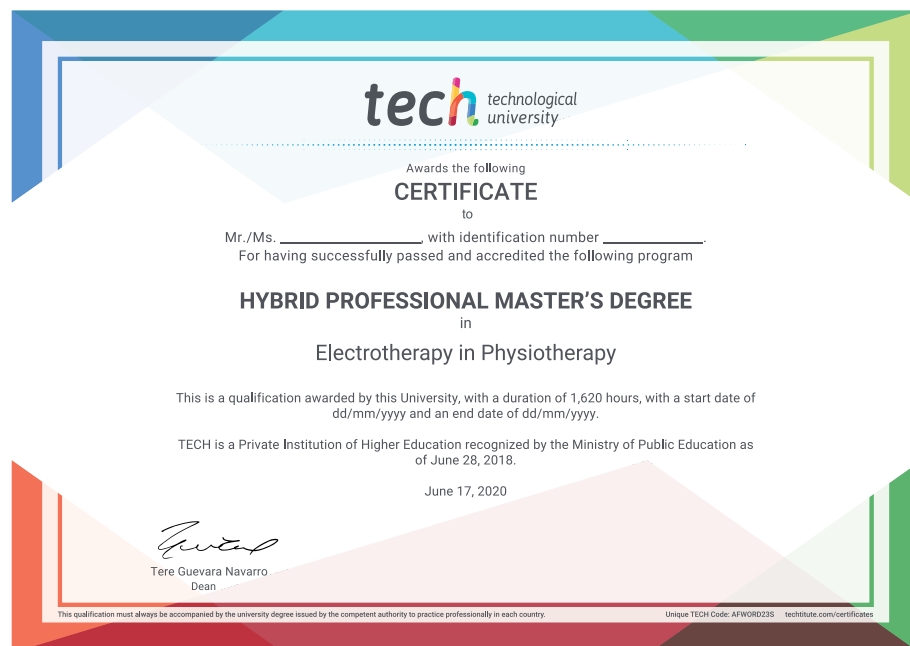 tech technological
university
Awards the following
CERTIFICATE
to
Mr./Ms. ____________________, with identification number ______________.
For having successfully passed and accredited the following program
HYBRID PROFESSIONAL MASTER'S DEGREE
in
Electrotherapy in Physiotherapy
This is a qualification awarded by this University, with a duration of 1,620 hours, with a start date of
dd/mm/yyyy and an end date of dd/mm/yyyy.
TECH is a Private Institution of Higher Education recognized by the Ministry of Public Education as
of June 28, 2018.
June 17, 2020
Tere Guevara Navarro
Dean
This qualification must always be accompanied by the university degree issued by the competent authority to practice professionally in each country. Unique TECH Code: AFWORD23S techtitute.com/certificates